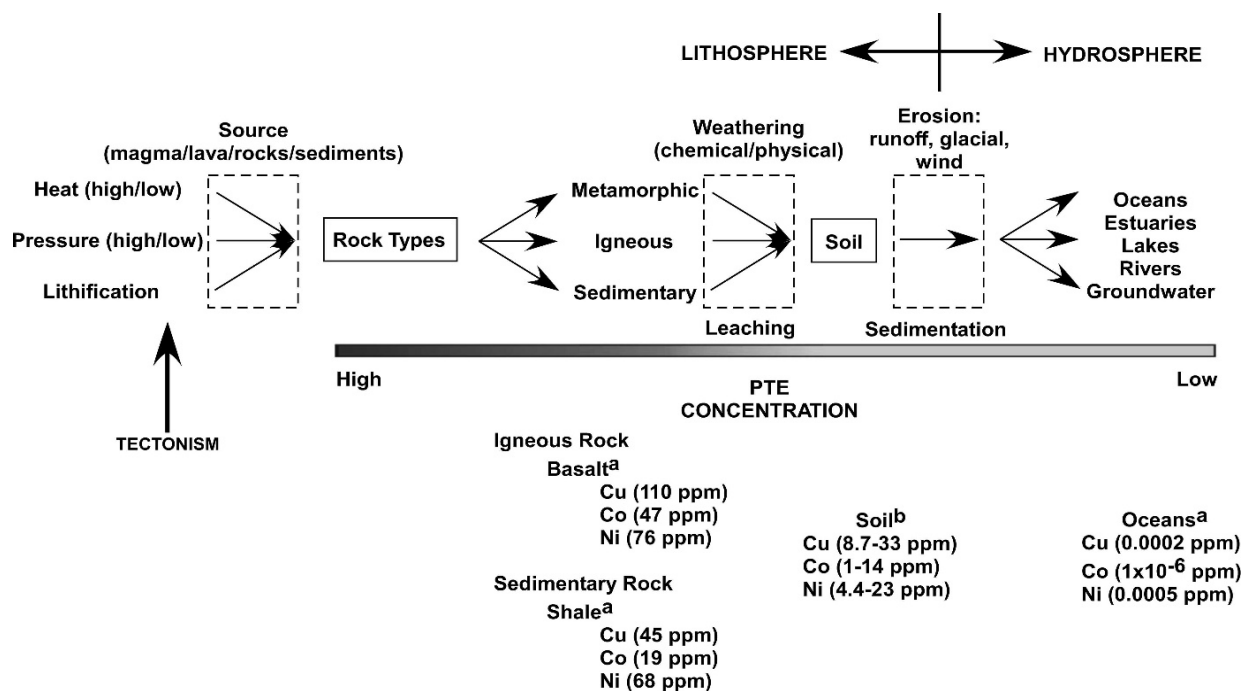 LITHOSPHERE
HYDROSPHERE
Source
(magma/lava/rocks/sediments)
Heat (high/low)
Pressure (high/low)
Lithification
TECTONISM
Rock Types
Metamorphic
Igneous
Sedimentary
Weathering
(chemical/physical)
Leaching
Soil
Erosion:
runoff, glacial,
wind
Sedimentation
Oceans
Estuaries
Lakes
Rivers
Groundwater
High
PTE
CONCENTRATION
Low
Igneous Rock
Basaltᵃ
Cu (110 ppm)
Co (47 ppm)
Ni (76 ppm)
Sedimentary Rock
Shaleᵃ
Cu (45 ppm)
Co (19 ppm)
Ni (68 ppm)
Soilᵇ
Cu (8.7-33 ppm)
Co (1-14 ppm)
Ni (4.4-23 ppm)
Oceansᵃ
Cu (0.0002 ppm)
Co (1x10⁻⁶ ppm)
Ni (0.0005 ppm)